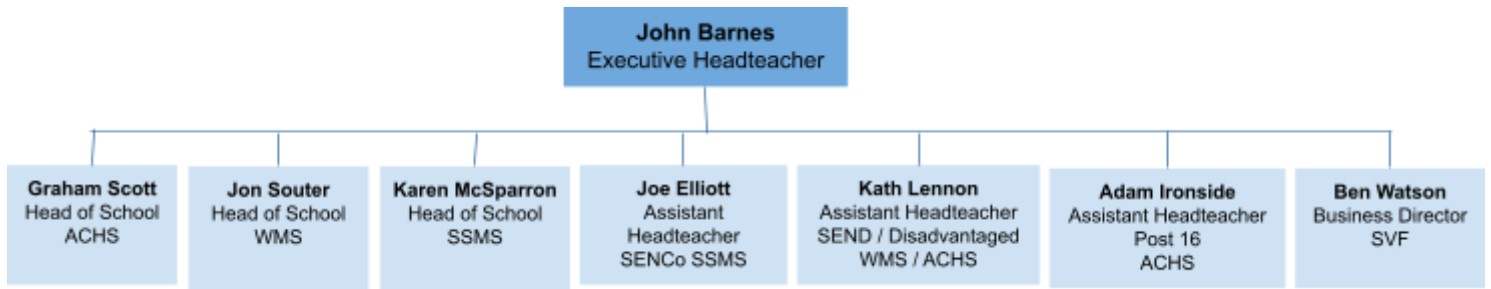 John Barnes
Executive Headteacher
Graham Scott
Head of School
ACHS
Jon Souter
Head of School
WMS
Karen McSparron
Head of School
SSMS
Joe Elliott
Assistant
Headteacher
SENCo SSMS
Kath Lennon
Assistant Headteacher
SEND / Disadvantaged
WMS / ACHS
Adam Ironside
Assistant Headteacher
Post 16
ACHS
Ben Watson
Business Director
SVF